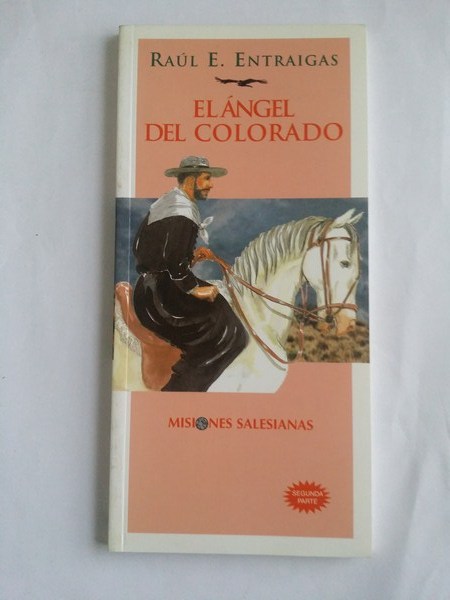 RAÚL E. ENTRAIGAS
EL ÁNGEL
DEL COLORADO
MISIONES SALESIANAS
SEGUNDA
PARTE